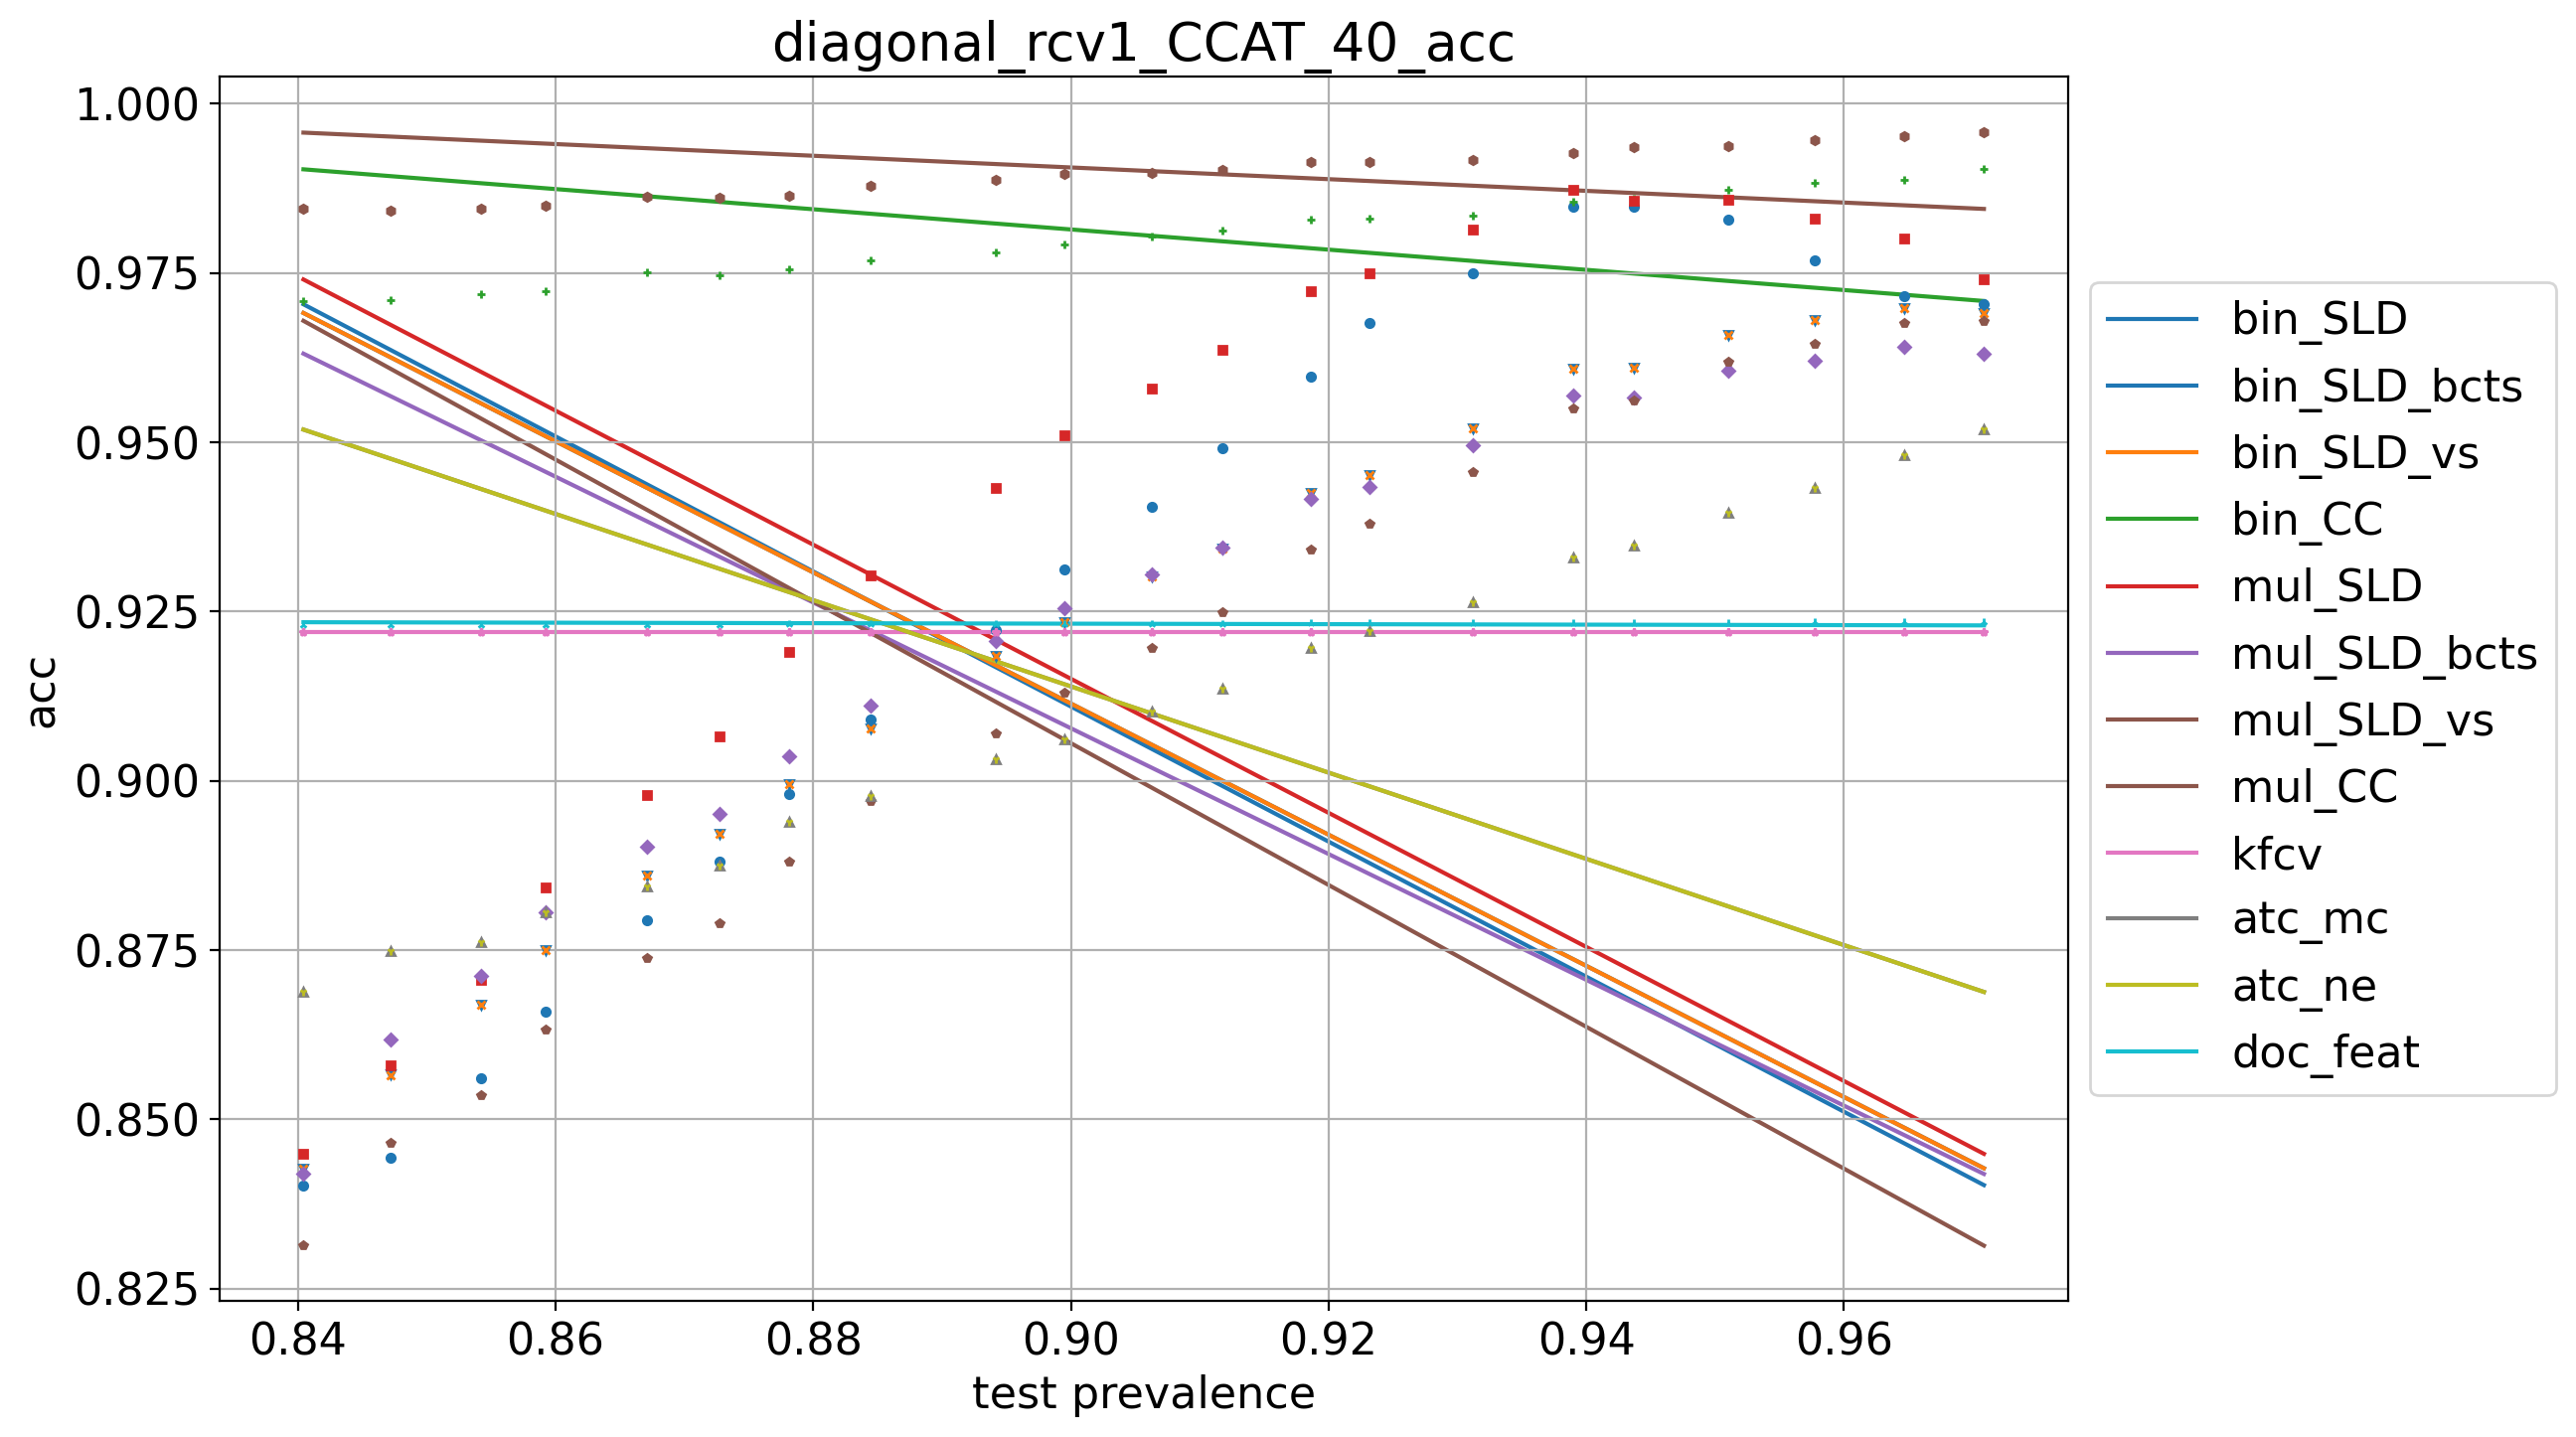 diagonal_rcv1_CCAT_40_acc
1.000
0.975
0.950
0.925
0.900
0.875
0.850
0.825
acc
0.84 0.86 0.88 0.90 0.92 0.94 0.96
test prevalence
bin_SLD
bin_SLD_bcts
bin_SLD_vs
bin_CC
mul_SLD
mul_SLD_bcts
mul_SLD_vs
mul_CC
kfcv
atc_mc
atc_ne
doc_feat